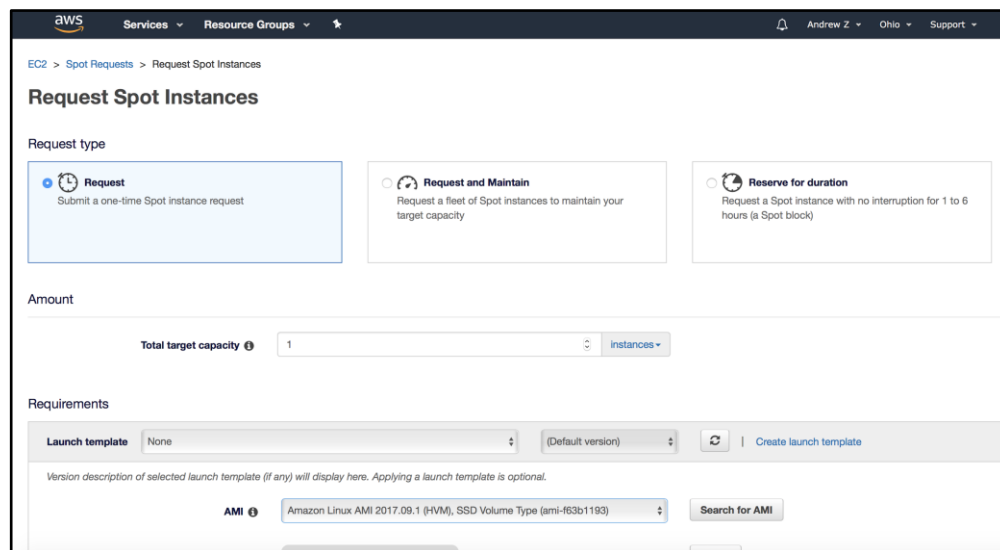 aws Services Resource Groups Andrew Z Ohio Support
EC2 > Spot Requests > Request Spot Instances
Request Spot Instances
Request type
Request
Submit a one-time Spot instance request
Request and Maintain
Request a fleet of Spot instances to maintain your
target capacity
Reserve for duration
Request a Spot instance with no interruption for 1 to 6
hours (a Spot block)
Amount
Total target capacity 1 instances
Requirements
Launch template None (Default version) | Create launch template
Version description of selected launch template (if any) will display here. Applying a launch template is optional.
AMI Amazon Linux AMI 2017.09.1 (HVM), SSD Volume Type (ami-f63b1193) Search for AMI